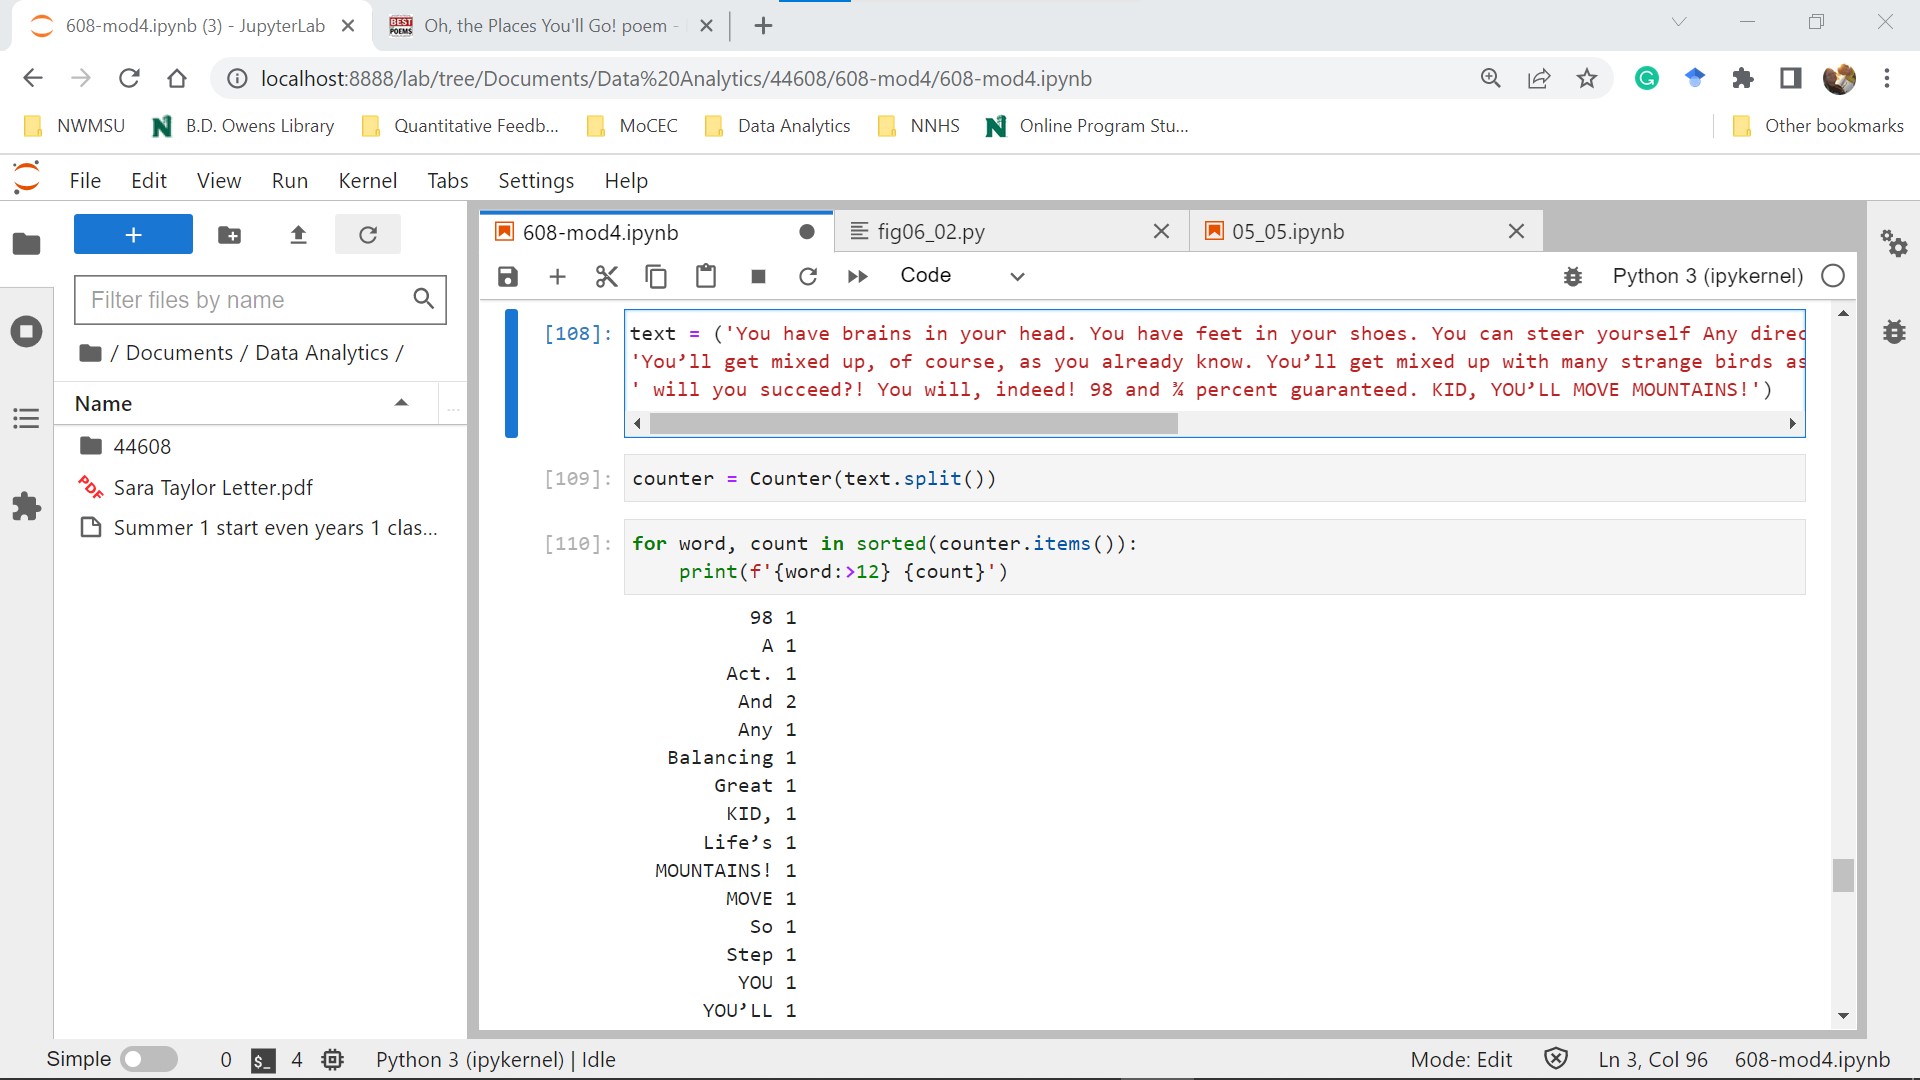 608-mod4.ipynb (3) - JupyterLab
BEST POEMS
Oh, the Places You'll Go! poem -
localhost:8888/lab/tree/Documents/Data%20Analytics/44608/608-mod4/608-mod4.ipynb
NWMSU
B.D. Owens Library
Quantitative Feedb...
MoCEC
Data Analytics
NNHS
Online Program Stu...
Other bookmarks
File Edit View Run Kernel Tabs Settings Help
Filter files by name
/ Documents / Data Analytics /
Name
44608
Sara Taylor Letter.pdf
Summer 1 start even years 1 clas...
608-mod4.ipynb
fig06_02.py
05_05.ipynb
Code
Python 3 (ipykernel)
[108]: text = ('You have brains in your head. You have feet in your shoes. You can steer yourself Any direc
'You’ll get mixed up, of course, as you already know. You’ll get mixed up with many strange birds as
' will you succeed?! You will, indeed! 98 and ¾ percent guaranteed. KID, YOU’LL MOVE MOUNTAINS!')
[109]: counter = Counter(text.split())
[110]: for word, count in sorted(counter.items()):
print(f'{word:>12} {count}')
98 1
A 1
Act. 1
And 2
Any 1
Balancing 1
Great 1
KID, 1
Life’s 1
MOUNTAINS! 1
MOVE 1
So 1
Step 1
YOU 1
YOU’LL 1
Simple
0
$_
4
Python 3 (ipykernel) | Idle
Mode: Edit
Ln 3, Col 96
608-mod4.ipynb